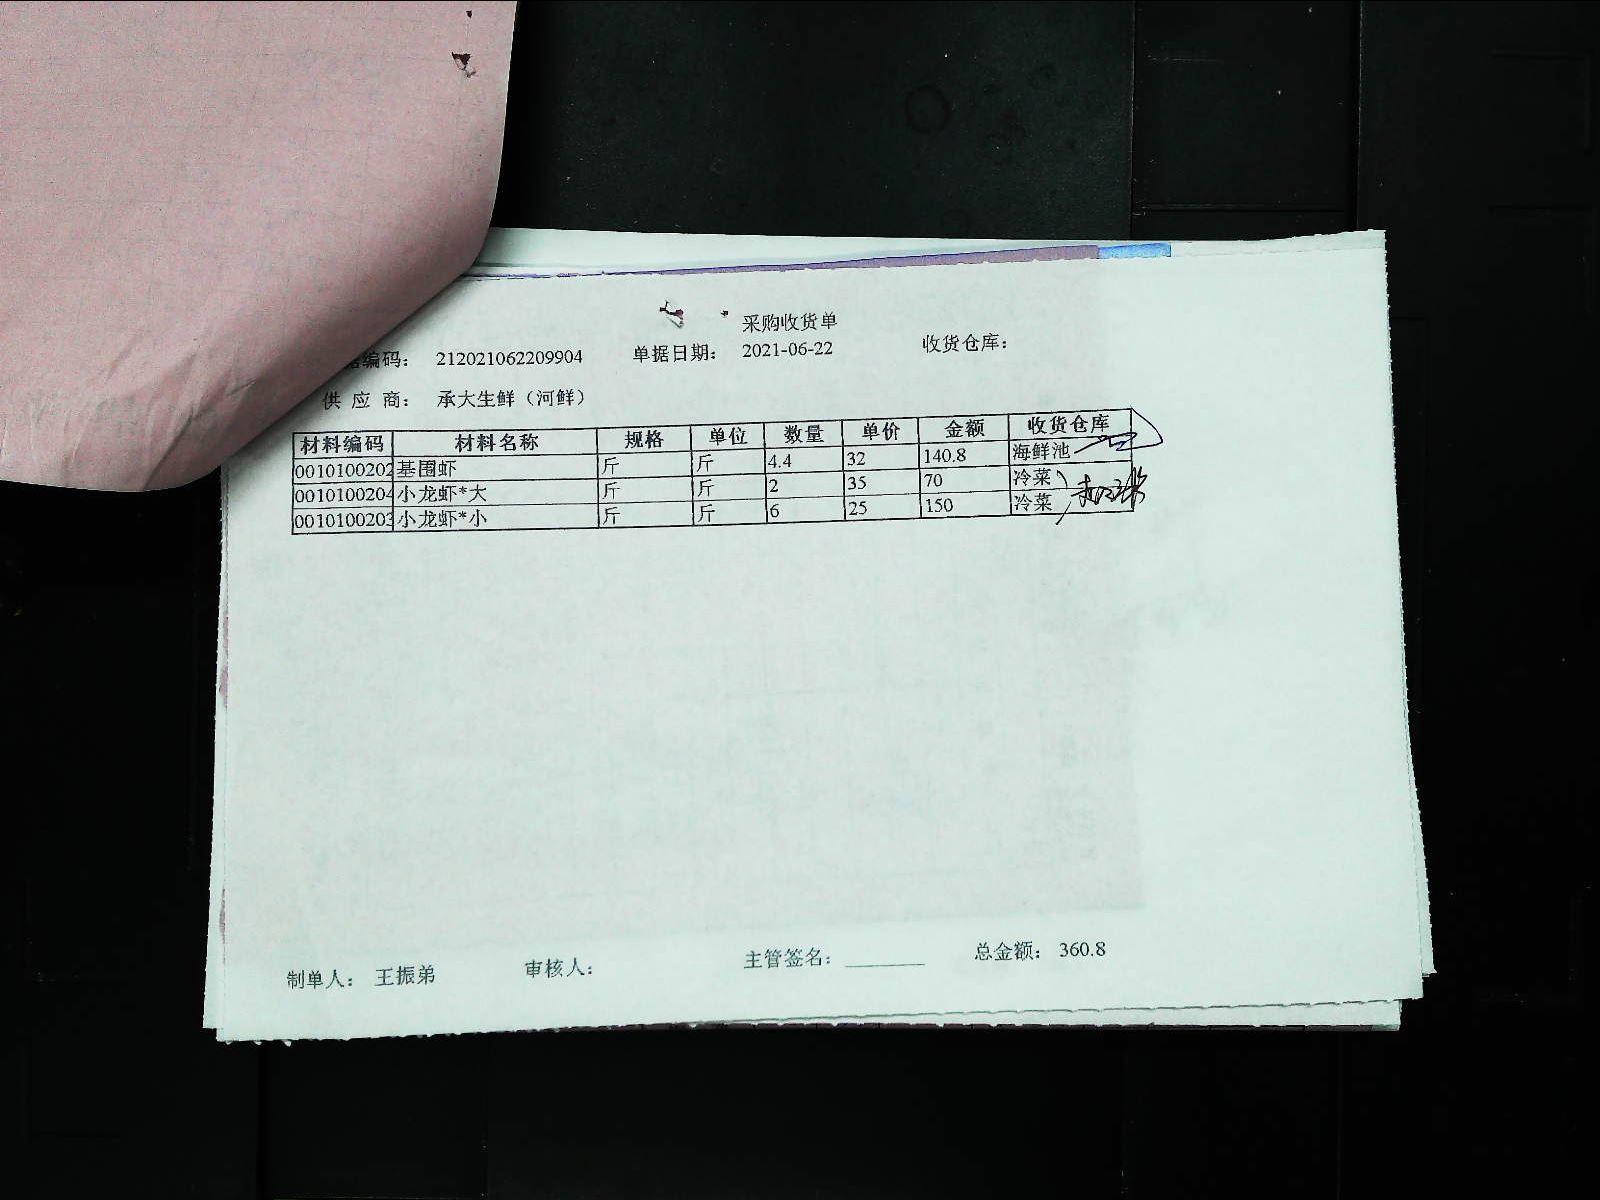 采购收货单
编码： 212021062209904 单据日期： 2021-06-22 收货仓库：
供 应 商： 承大生鲜（河鲜）
材料编码 材料名称 规格 单位 数量 单价 金额 收货仓库
0010100202 基围虾 斤 斤 4.4 32 140.8 海鲜池
0010100204 小龙虾*大 斤 斤 2 35 70 冷菜
0010100203 小龙虾*小 斤 斤 6 25 150 冷菜
制单人： 王振弟 审核人： 主管签名： ________ 总金额： 360.8